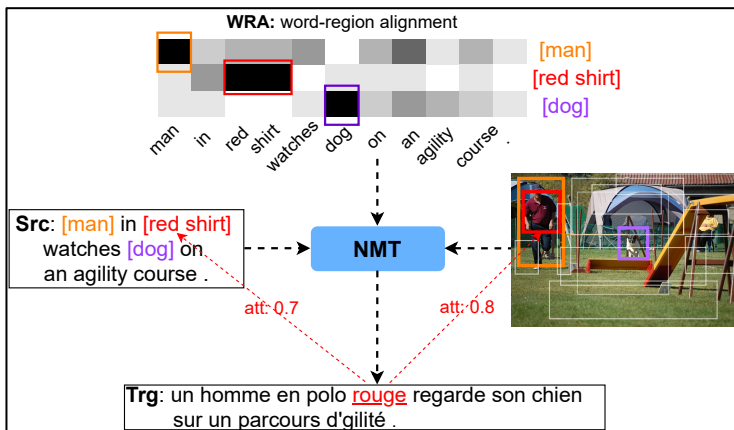 WRA: word-region alignment
[man]
[red shirt]
[dog]
man in red shirt watches dog on an agility course .
Src: [man] in [red shirt]
watches [dog] on
an agility course .
NMT
att: 0.7
att: 0.8
Trg: un homme en polo rouge regarde son chien
sur un parcours d'gilité .